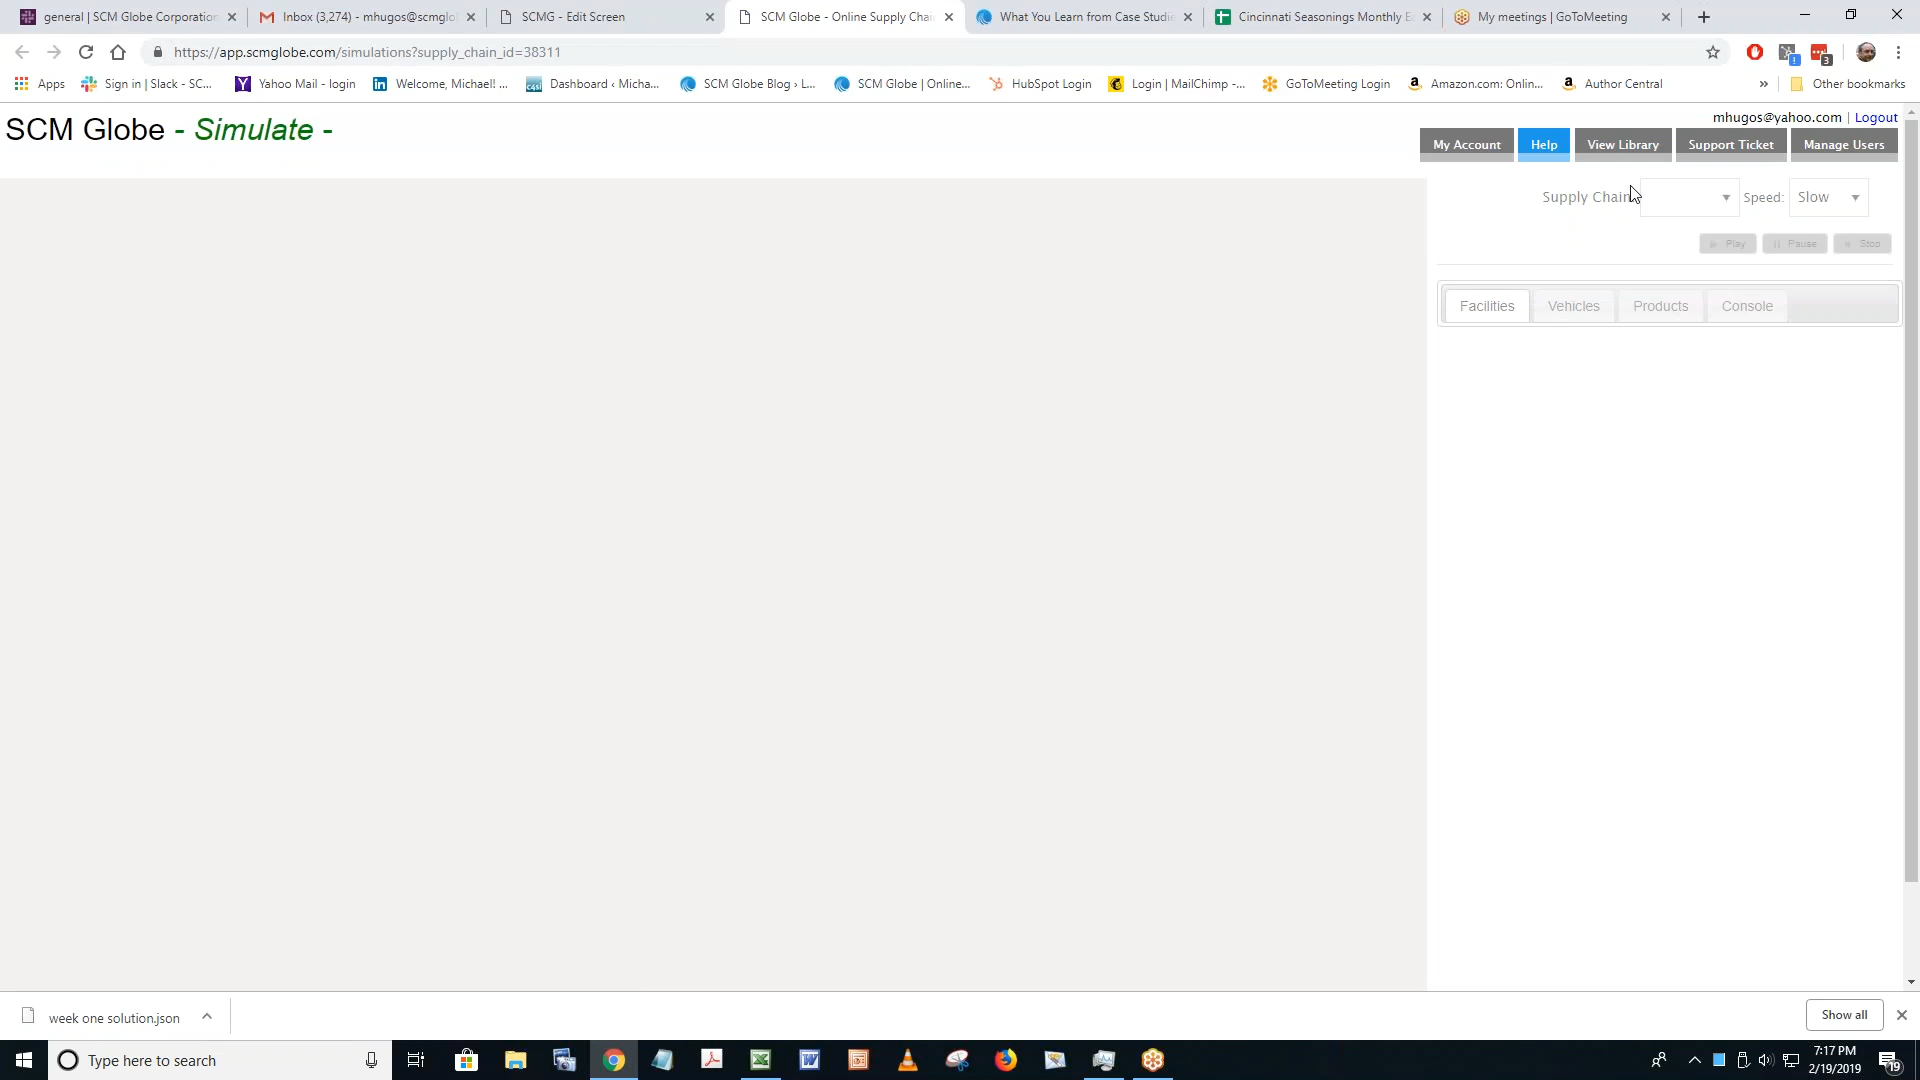 general | SCM Globe Corporation
Inbox (3,274) - mhugos@scmglo
SCMG - Edit Screen
SCM Globe - Online Supply Chai
What You Learn from Case Studi
Cincinnati Seasonings Monthly E
My meetings | GoToMeeting
https://app.scmglobe.com/simulations?supply_chain_id=38311
3
Apps
Sign in | Slack - SC...
Yahoo Mail - login
Welcome, Michael! ...
Dashboard ‹ Micha...
SCM Globe Blog › L...
SCM Globe | Online...
HubSpot Login
Login | MailChimp -...
GoToMeeting Login
Amazon.com: Onlin...
Author Central
»
Other bookmarks
SCM Globe - Simulate -
mhugos@yahoo.com | Logout
My Account
Help
View Library
Support Ticket
Manage Users
Supply Chain
Speed:
Slow
Play
Pause
Stop
Facilities
Vehicles
Products
Console
week one solution.json
Show all
Type here to search
7:17 PM
2/19/2019
19